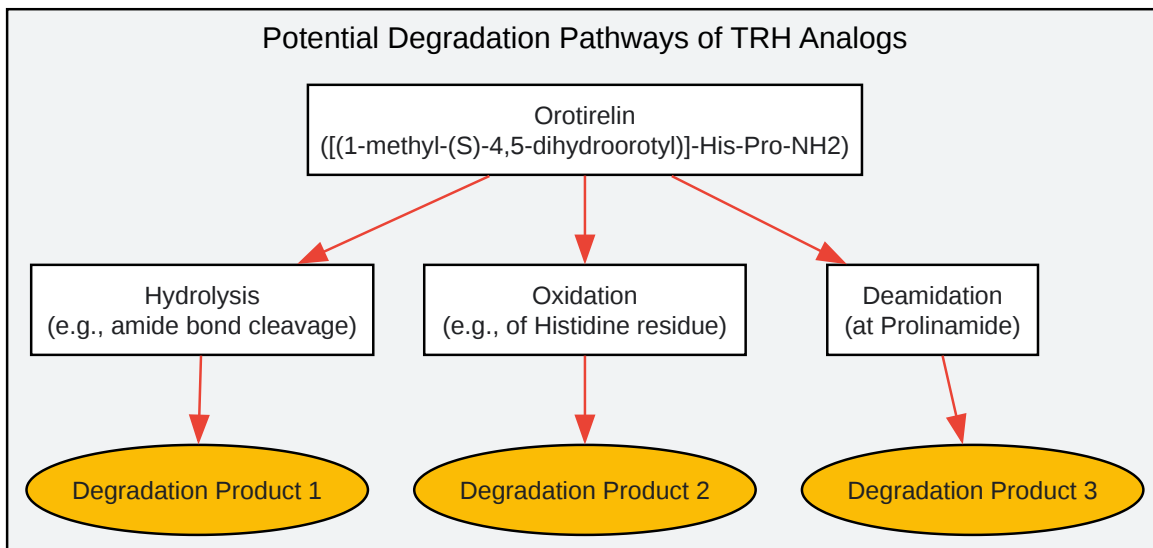 Potential Degradation Pathways of TRH Analogs
Orotirelin
([(1-methyl-(S)-4,5-dihydroorotyl)]-His-Pro-NH2)
Hydrolysis
(e.g., amide bond cleavage)
Oxidation
(e.g., of Histidine residue)
Deamidation
(at Prolinamide)
Degradation Product 1
Degradation Product 2
Degradation Product 3